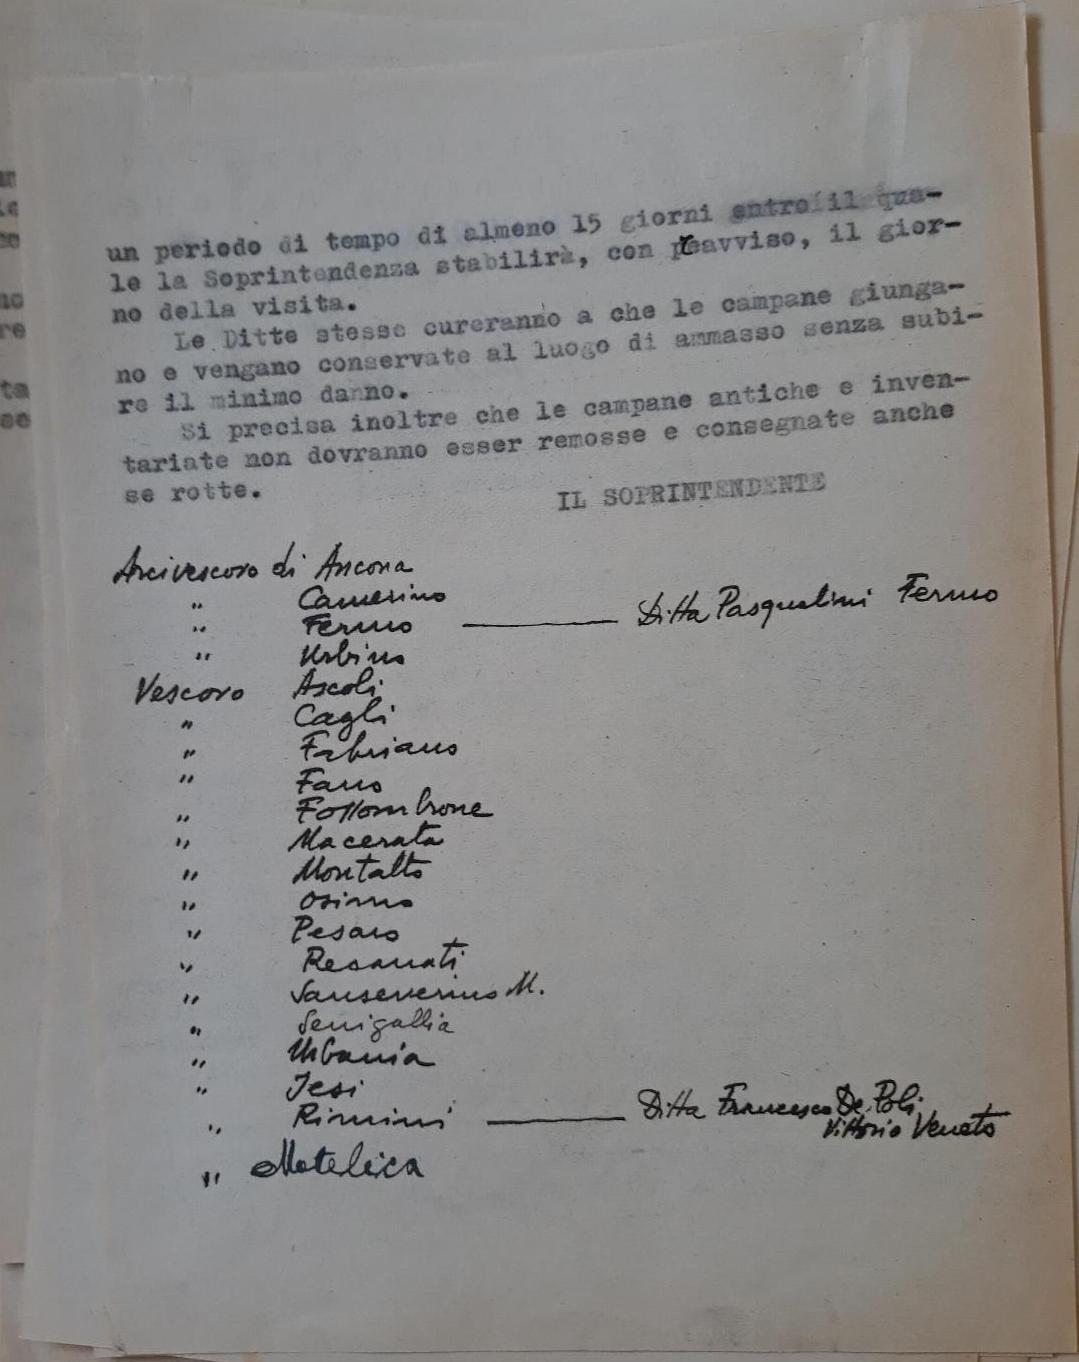 un periodo di tempo di almeno 15 giorni entro il qua-
le la Soprintendenza stabilirà, con preavviso, il gior-
no della visita.
Le Ditte stesse cureranno a che le campane giunga-
no e vengano conservate al luogo di ammasso senza subi-
re il minimo danno.
Si precisa inoltre che le campane antiche e inven-
tariate non dovranno esser remosse e consegnate anche
se rotte.
IL SOPRINTENDENTE
Arcivescovo di Ancona
" Camerino
" Fermo — Ditta Pasqualini Fermo
" Urbino
Vescovo Ascoli
" Cagli
" Fabriano
" Fano
" Fossombrone
" Macerata
" Montalto
" Osimo
" Pesaro
" Recanati
" Sanseverino M.
" Senigallia
" Urbania
" Jesi
" Rimini — Ditta Francesco De Poli
Vittorio Veneto
" Matelica